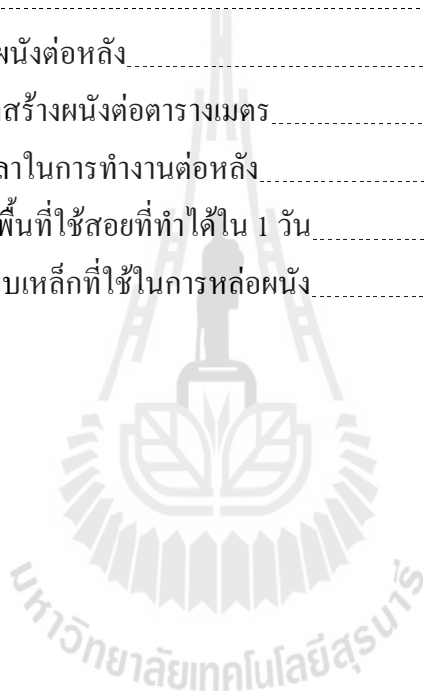 ผนังต่อหลัง
สร้างผนังต่อตารางเมตร
ลาในการทำงานต่อหลัง
พื้นที่ใช้สอยที่ทำได้ใน 1 วัน
บเหล็กที่ใช้ในการหล่อผนัง
มหาวิทยาลัยเทคโนโลยีสุรนารี